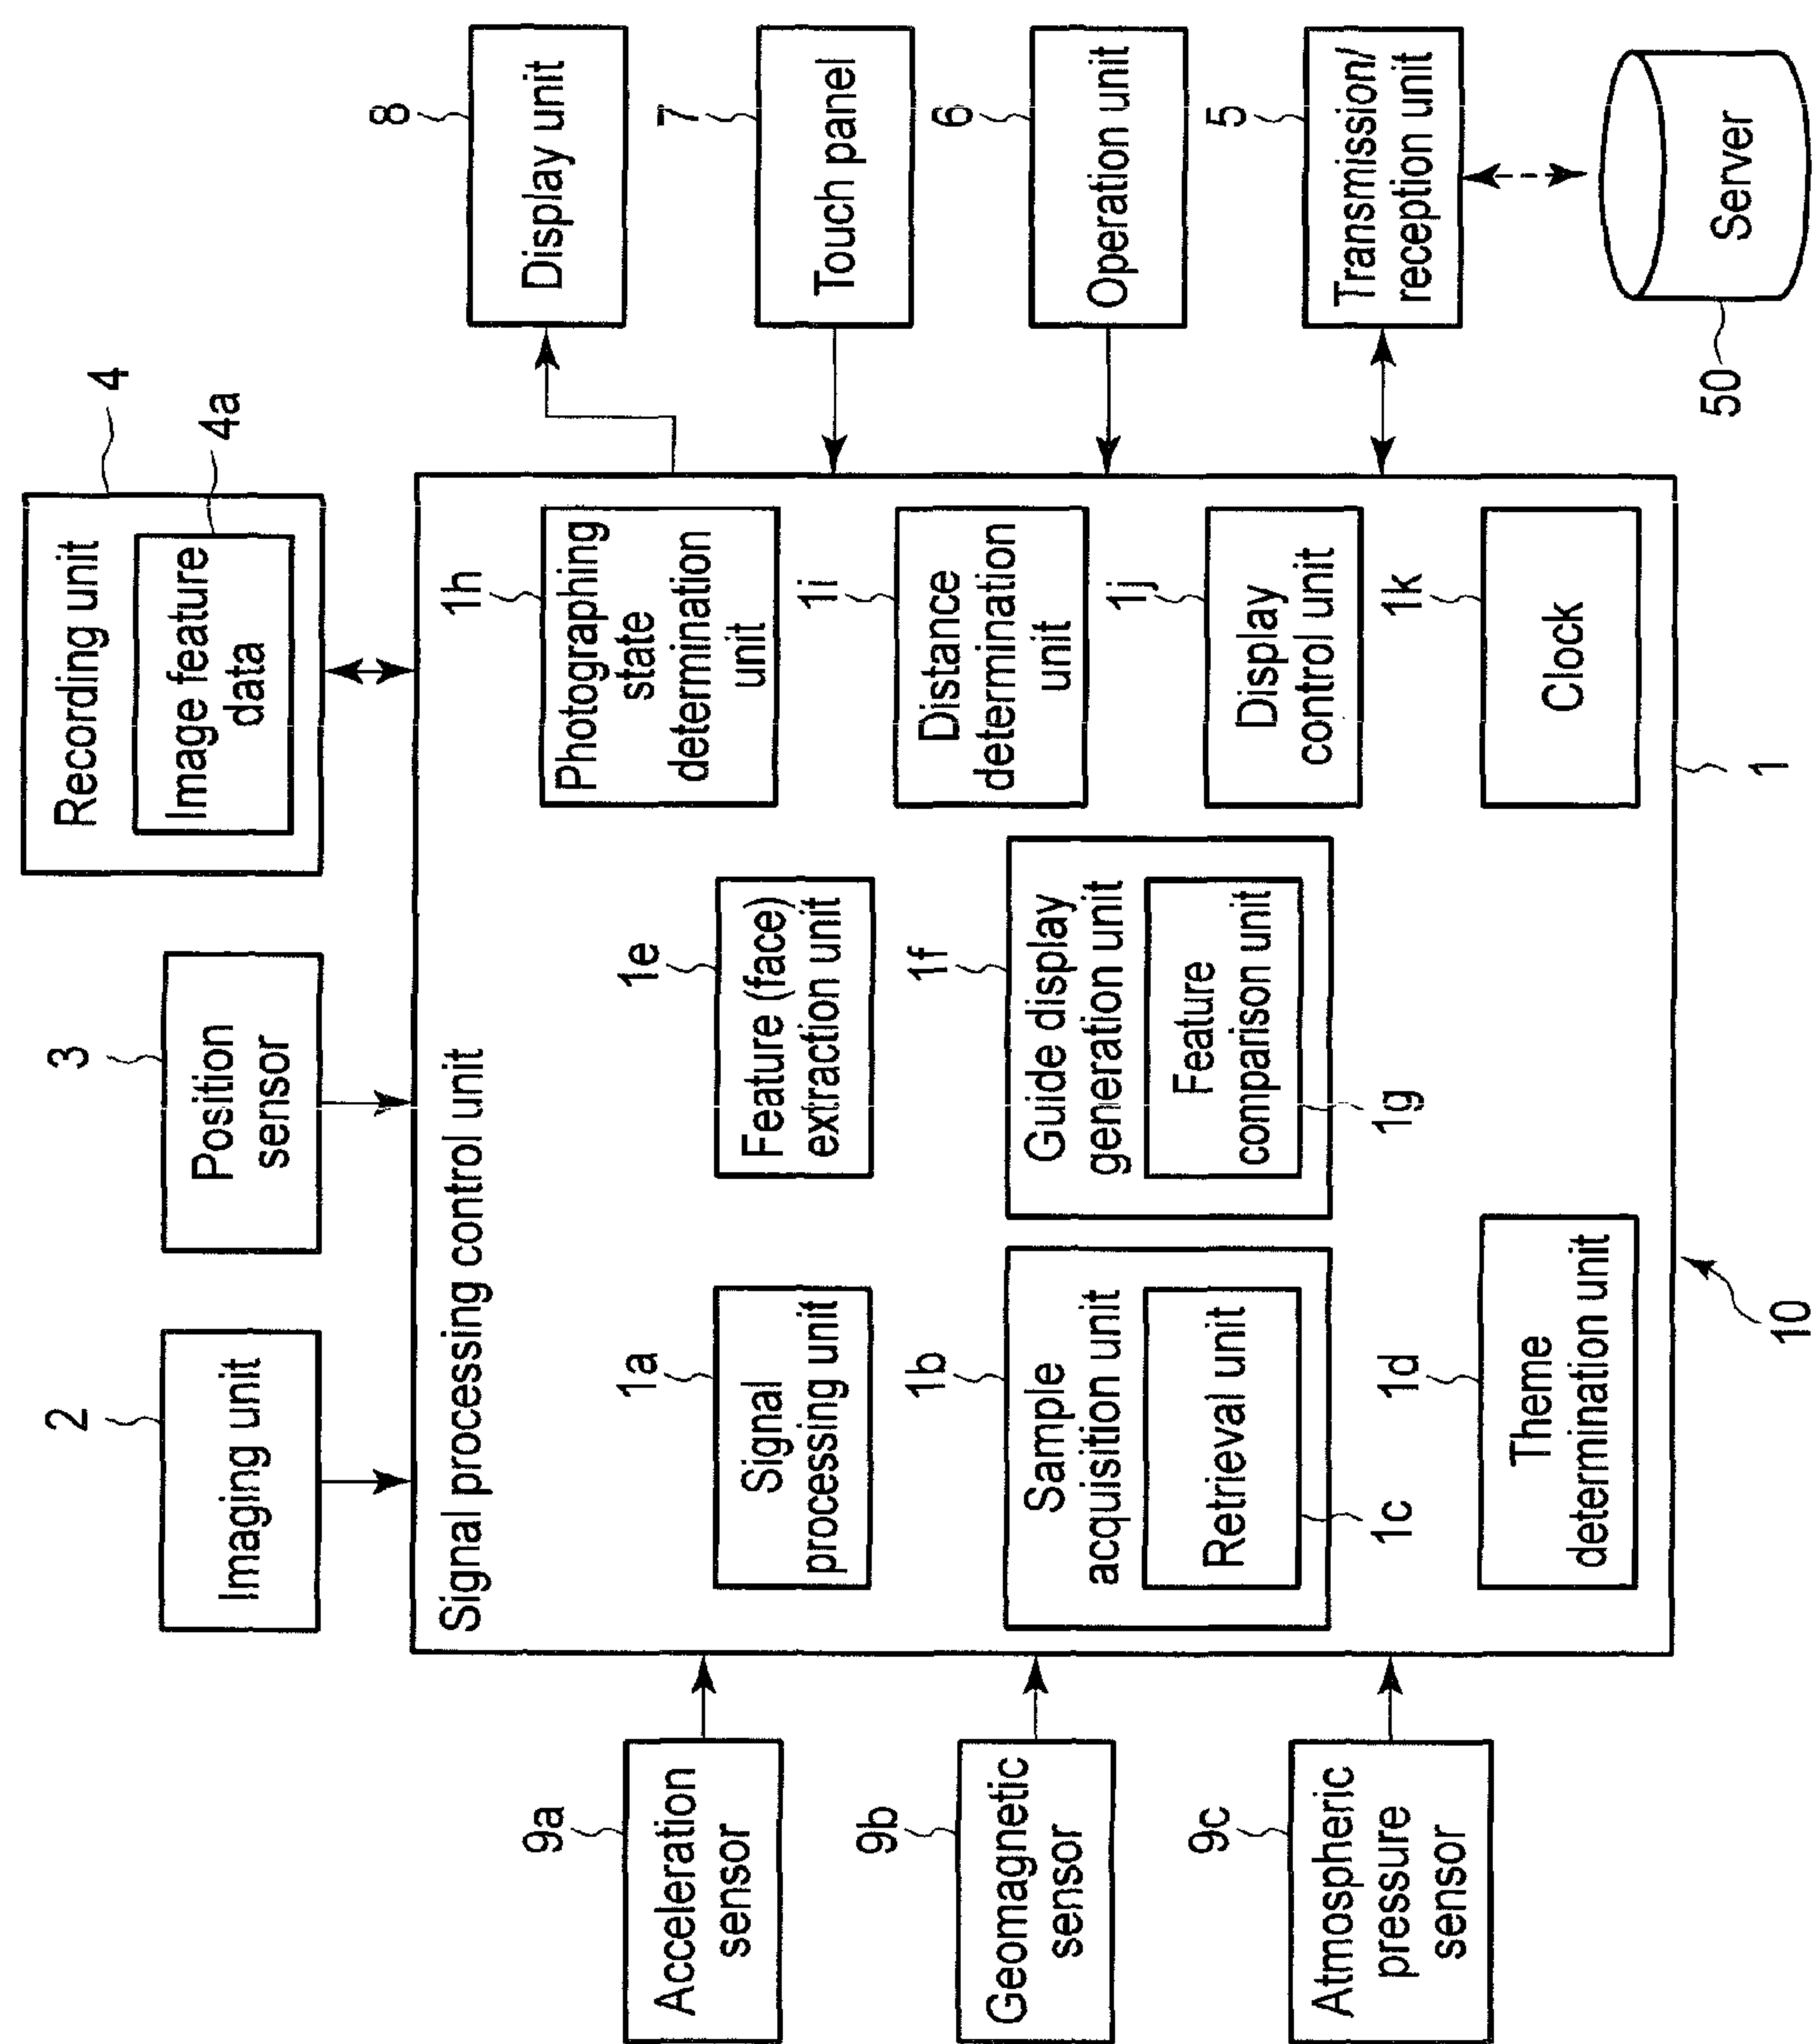 2
Imaging unit
3
Position
sensor
4
Recording unit
4a
Image feature
data
9a
Acceleration
sensor
9b
Geomagnetic
sensor
9c
Atmospheric
pressure
sensor
Signal processing control unit
1a
Signal
processing unit
1b
Sample
acquisition unit
Retrieval unit
1c
1d
Theme
determination unit
1e
Feature (face)
extraction unit
1f
Guide display
generation unit
Feature
comparison unit
1g
1h
Photographing
state
determination
unit
1i
Distance
determination
unit
1j
Display
control unit
1k
Clock
1
10
8
Display unit
7
Touch panel
6
Operation unit
5
Transmission/
reception unit
50
Server